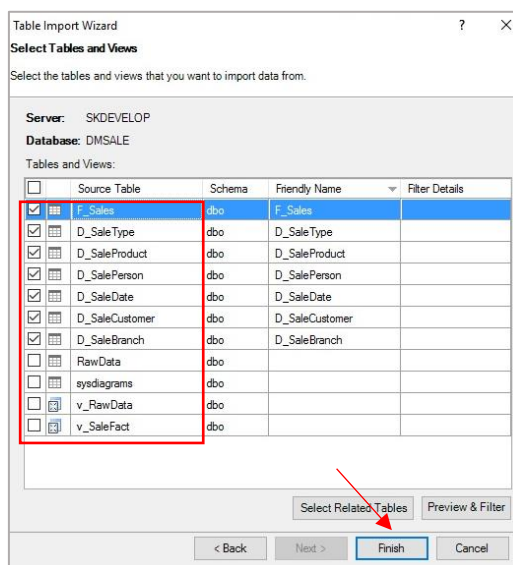 Table Import Wizard ? ×
Select Tables and Views
Select the tables and views that you want to import data from.
Server: SKDEVELOP
Database: DMSALE
Tables and Views:
Source Table Schema Friendly Name Filter Details
F_Sales dbo F_Sales
D_SaleType dbo D_SaleType
D_SaleProduct dbo D_SaleProduct
D_SalePerson dbo D_SalePerson
D_SaleDate dbo D_SaleDate
D_SaleCustomer dbo D_SaleCustomer
D_SaleBranch dbo D_SaleBranch
RawData dbo
sysdiagrams dbo
v_RawData dbo
v_SaleFact dbo
Select Related Tables Preview & Filter
< Back Next > Finish Cancel